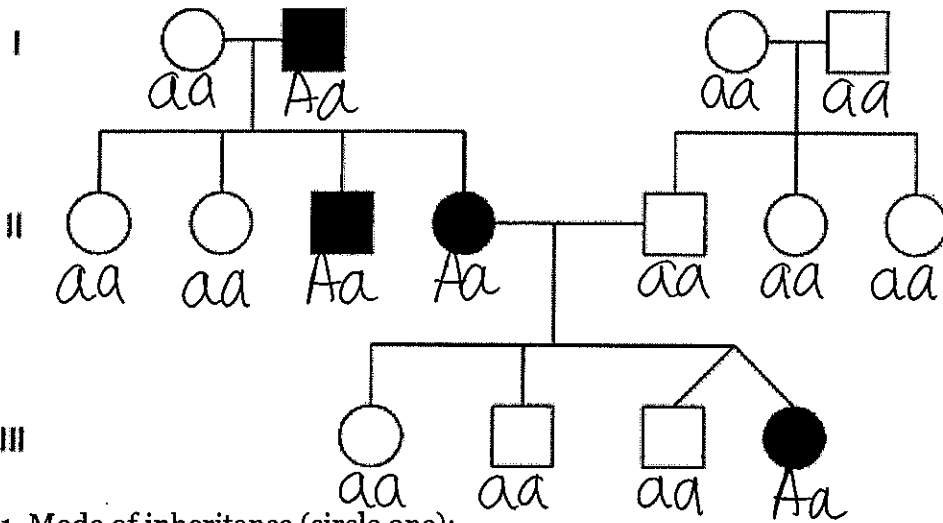 I
aa Aa aa aa
II
aa aa Aa Aa aa aa aa
III
aa aa aa Aa
1. Mode of inheritance (circle one):